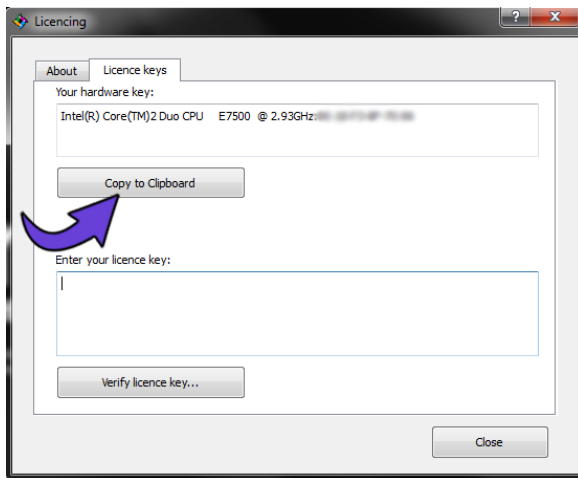 Licencing
About Licence keys
Your hardware key:
Intel(R) Core(TM)2 Duo CPU E7500 @ 2.93GHz:
Copy to Clipboard
Enter your licence key:
Verify licence key...
Close